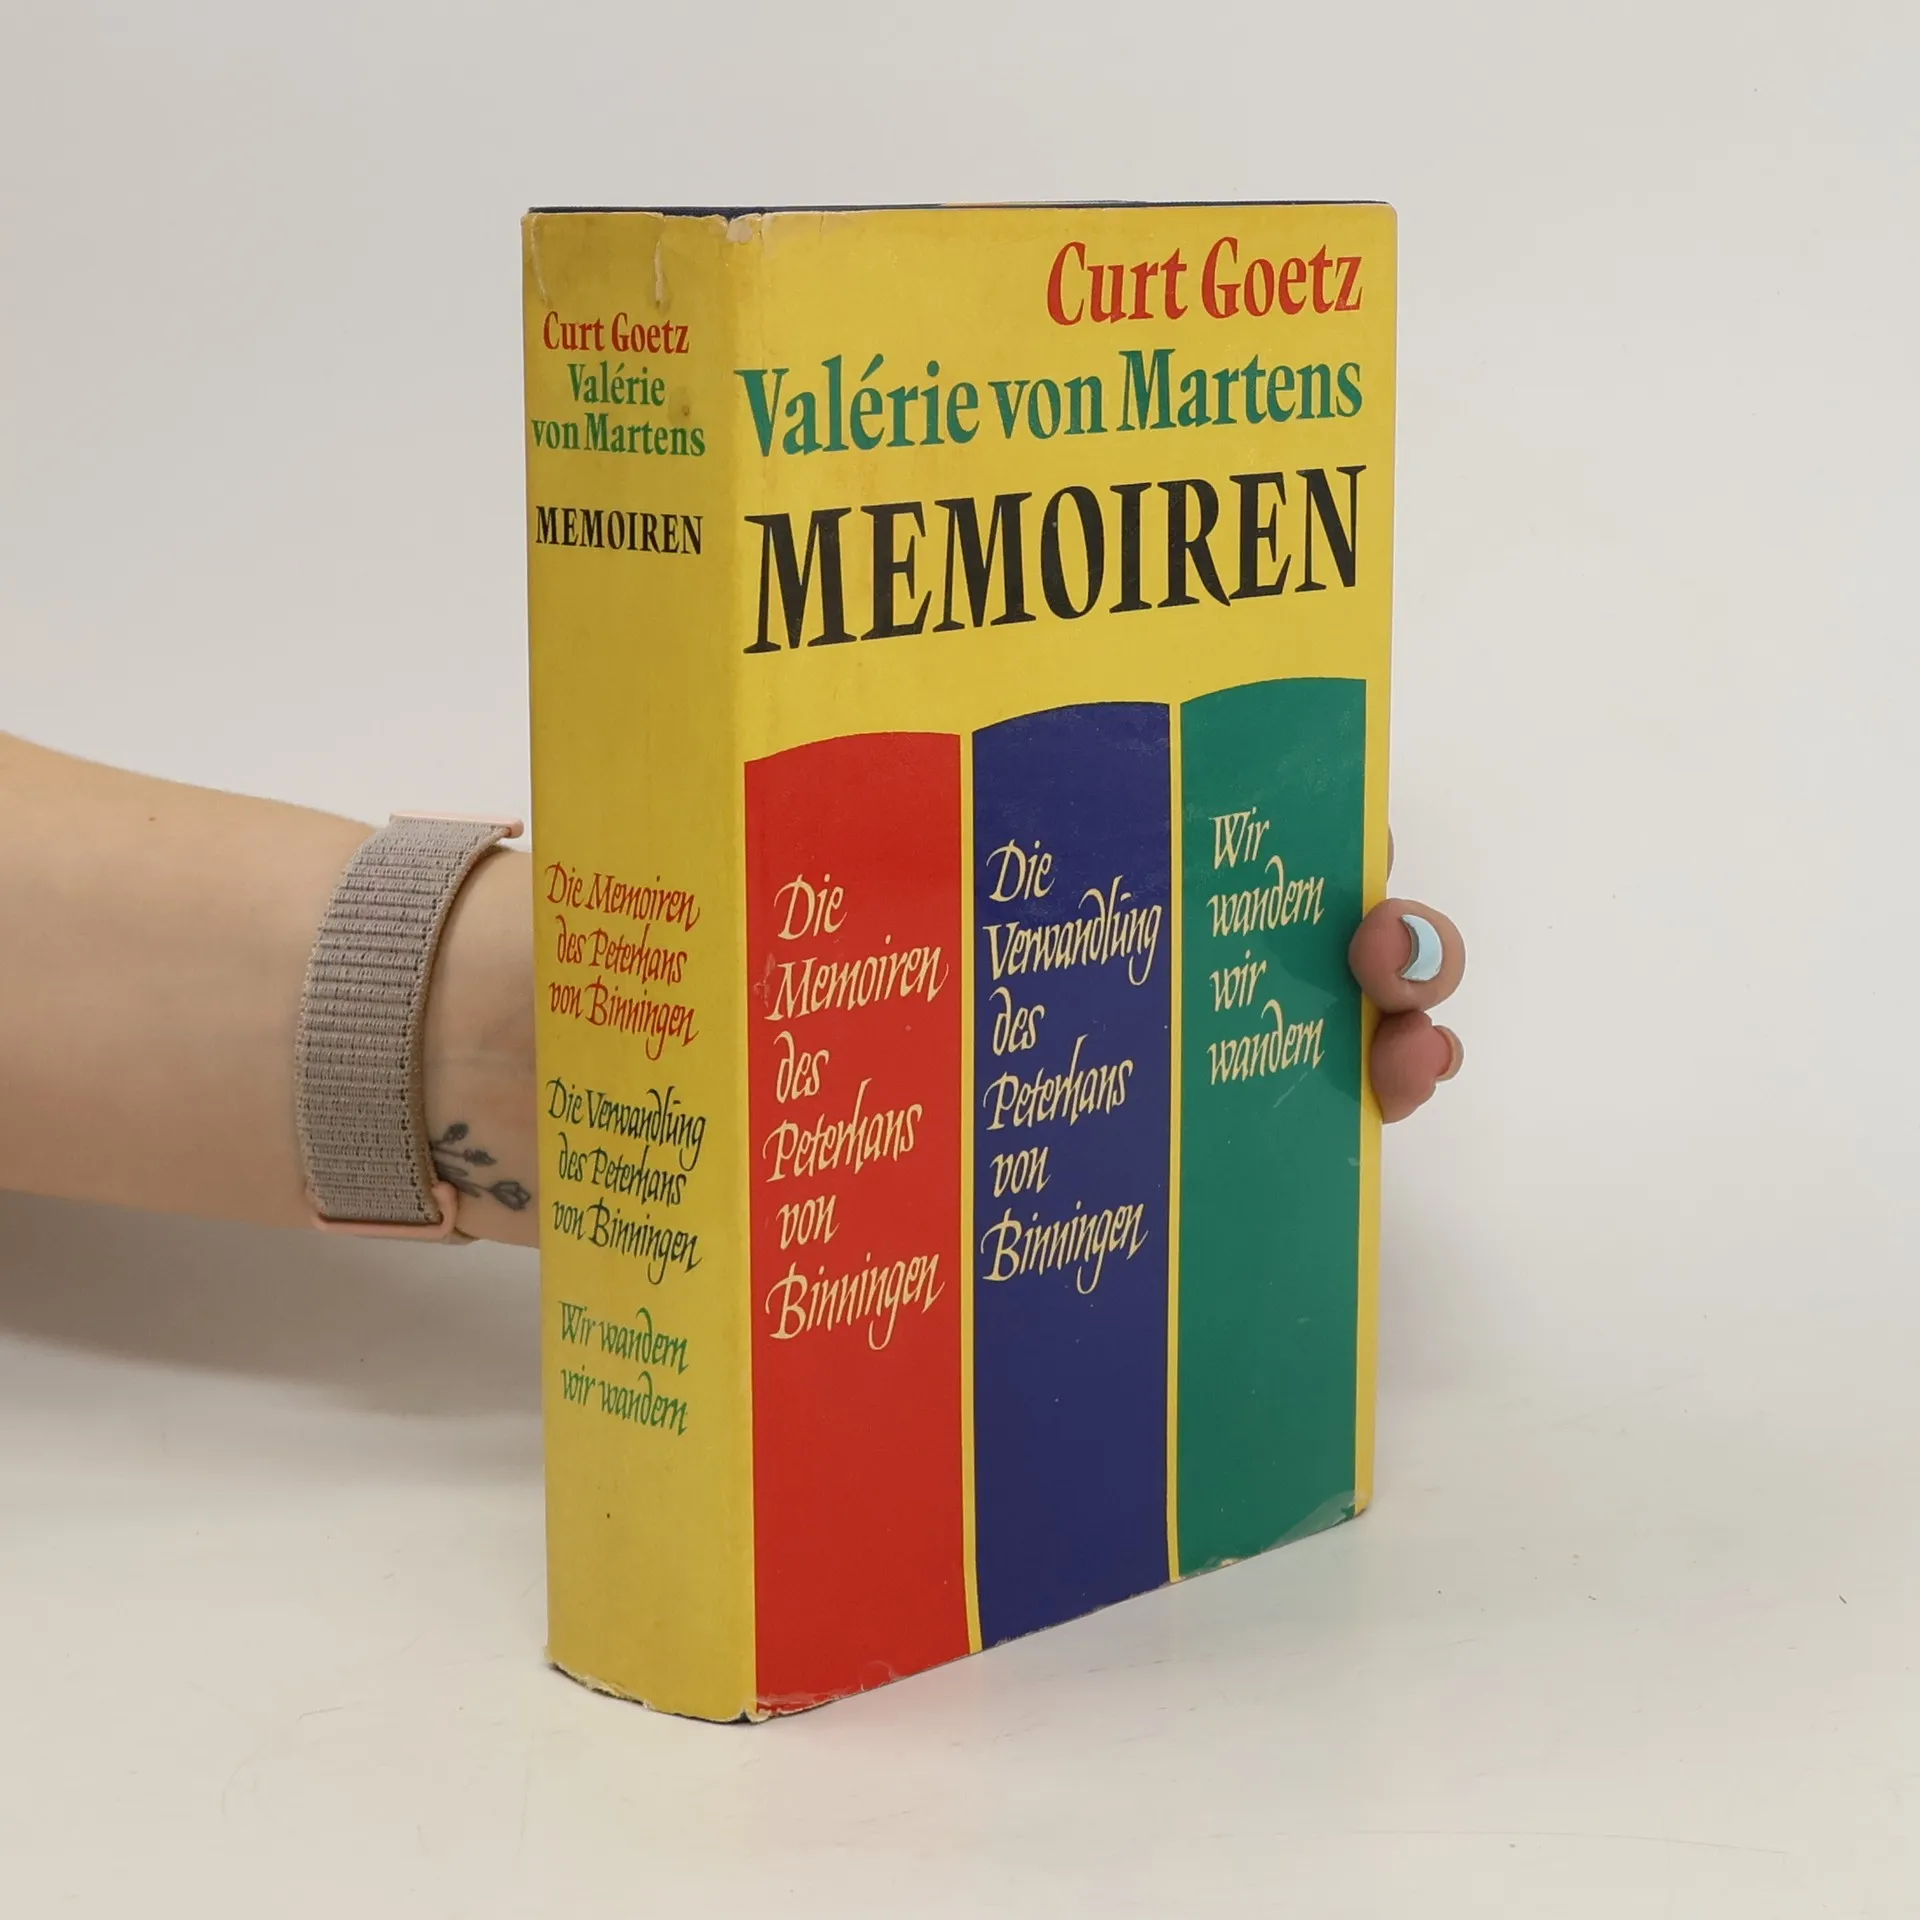 Curt Goetz
Valérie
von Martens
MEMOIREN
Die Memoiren
des Peterhans
von Binningen
Die Verwandlung
des Peterhans
von Binningen
Wir wandern
wir wandern
Curt Goetz
Valérie von Martens
MEMOIREN
Die
Memoiren
des
Peterhans
von
Binningen
Die
Verwandlung
des
Peterhans
von
Binningen
Wir
wandern
wir
wandern